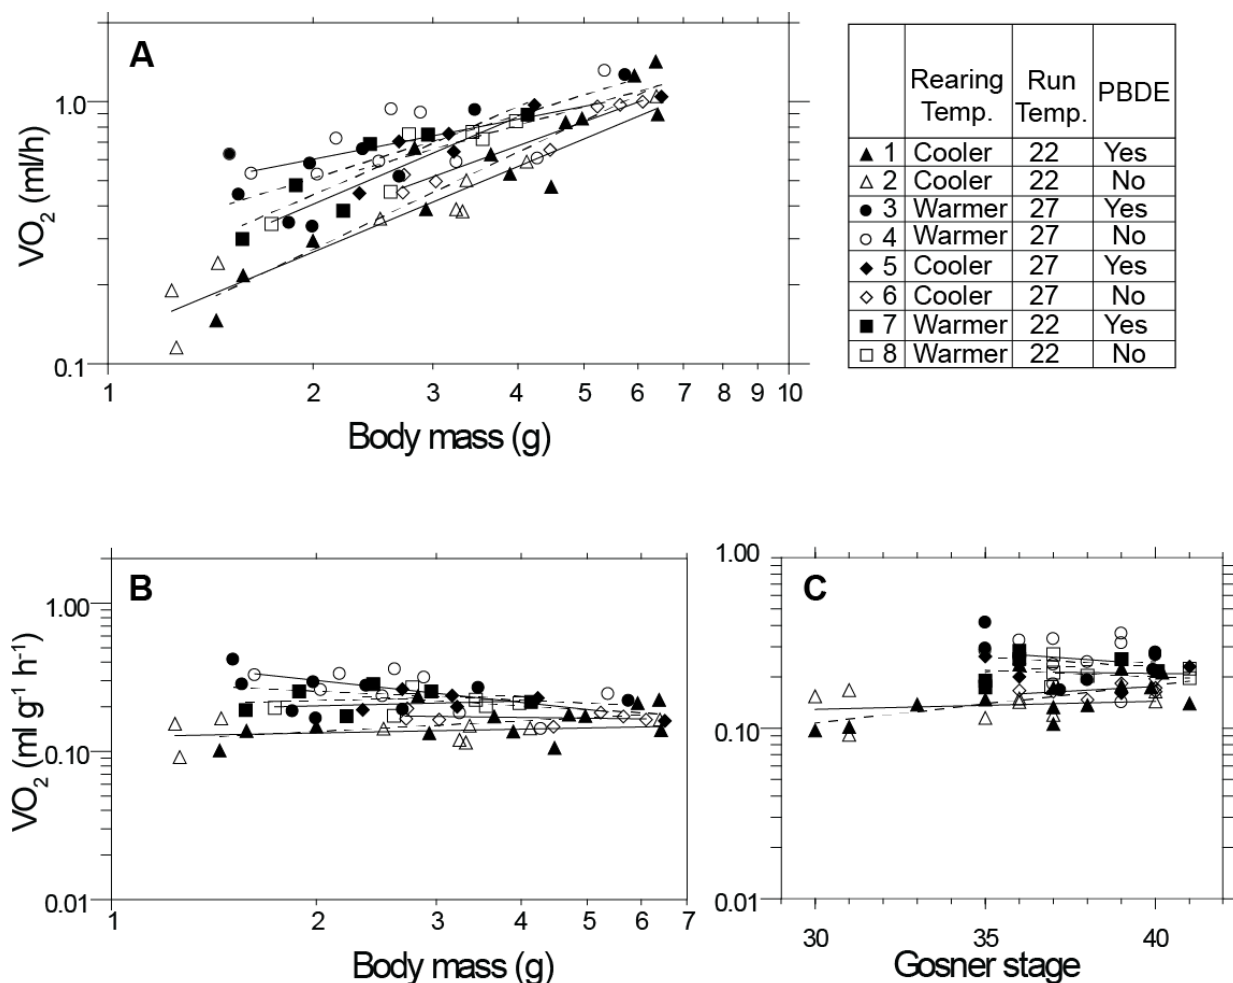 A
VO2 (ml/h)
1.0
0.1
1 2 3 4 5 6 7 8 9 10
Body mass (g)
Rearing Temp. Run Temp. PBDE
▲ 1 Cooler 22 Yes
△ 2 Cooler 22 No
● 3 Warmer 27 Yes
○ 4 Warmer 27 No
◆ 5 Cooler 27 Yes
◇ 6 Cooler 27 No
■ 7 Warmer 22 Yes
□ 8 Warmer 22 No
B
VO2 (ml g-1 h-1)
1.00
0.10
0.01
1 2 3 4 5 6 7
Body mass (g)
C
1.00
0.10
0.01
30 35 40
Gosner stage